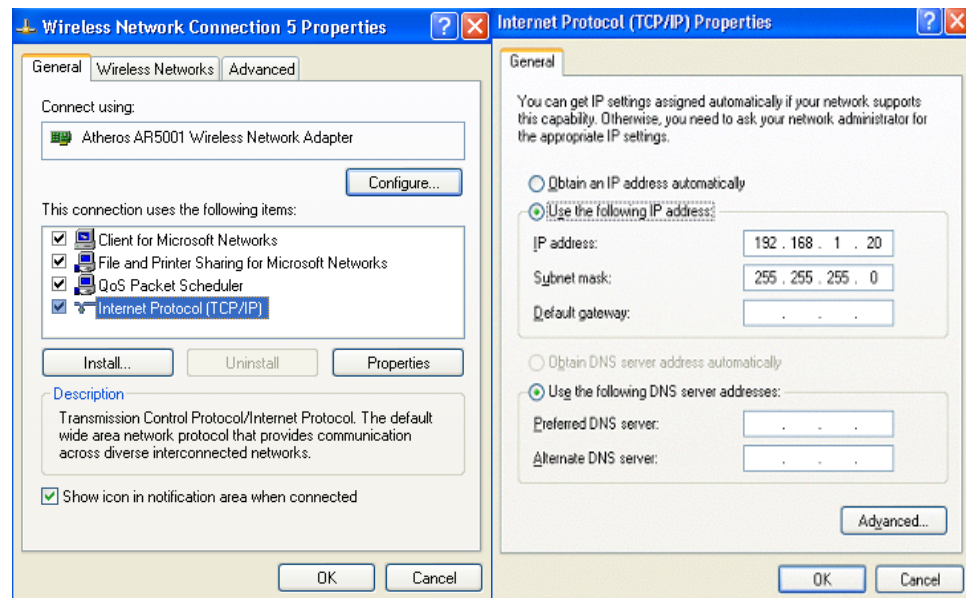 Wireless Network Connection 5 Properties
General Wireless Networks Advanced
Connect using:
Atheros AR5001 Wireless Network Adapter
Configure...
This connection uses the following items:
Client for Microsoft Networks
File and Printer Sharing for Microsoft Networks
QoS Packet Scheduler
Internet Protocol (TCP/IP)
Install... Uninstall Properties
Description
Transmission Control Protocol/Internet Protocol. The default
wide area network protocol that provides communication
across diverse interconnected networks.
Show icon in notification area when connected
OK Cancel
Internet Protocol (TCP/IP) Properties
General
You can get IP settings assigned automatically if your network supports
this capability. Otherwise, you need to ask your network administrator for
the appropriate IP settings.
Obtain an IP address automatically
Use the following IP address:
IP address: 192 . 168 . 1 . 20
Subnet mask: 255 . 255 . 255 . 0
Default gateway: . . .
Obtain DNS server address automatically
Use the following DNS server addresses:
Preferred DNS server: . . .
Alternate DNS server: . . .
Advanced...
OK Cancel